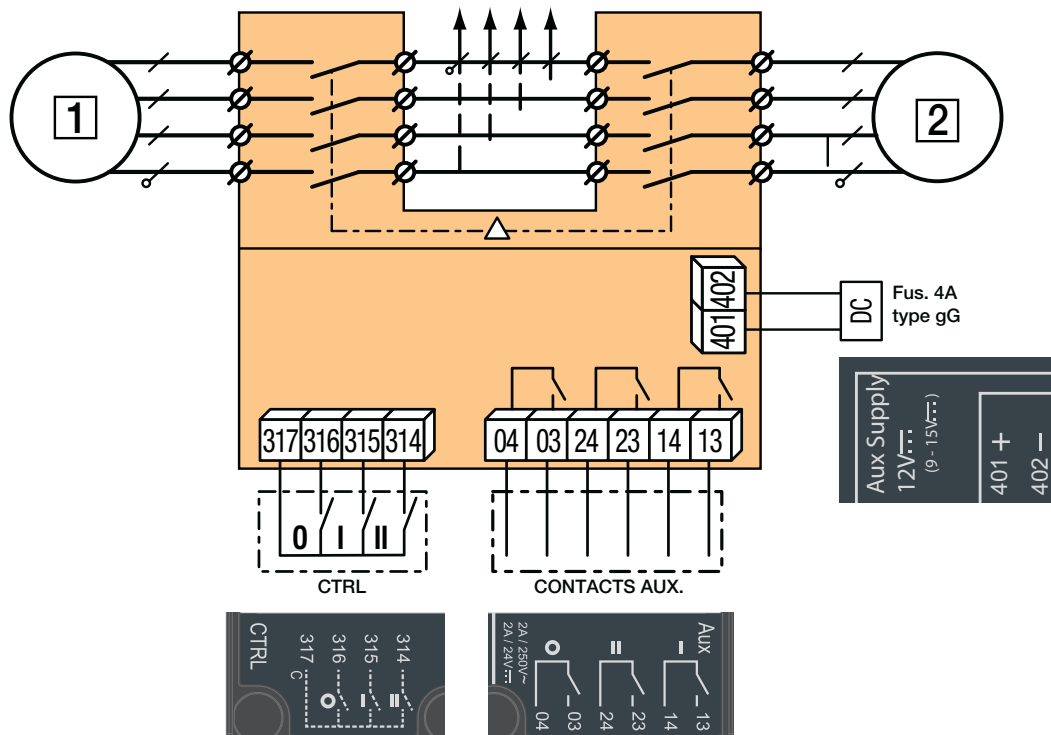 1
2
402
401
DC
Fus. 4A
type gG
317 316 315 314
04 03 24 23 14 13
0 I II
CTRL
CONTACTS AUX.
Aux Supply
12V⎓
(9 - 15V⎓)
401 +
402 −
CTRL
317 316 315 314
C
O I II
2A / 250V~
2A / 24V⎓
Aux
O II I
04 03 24 23 14 13